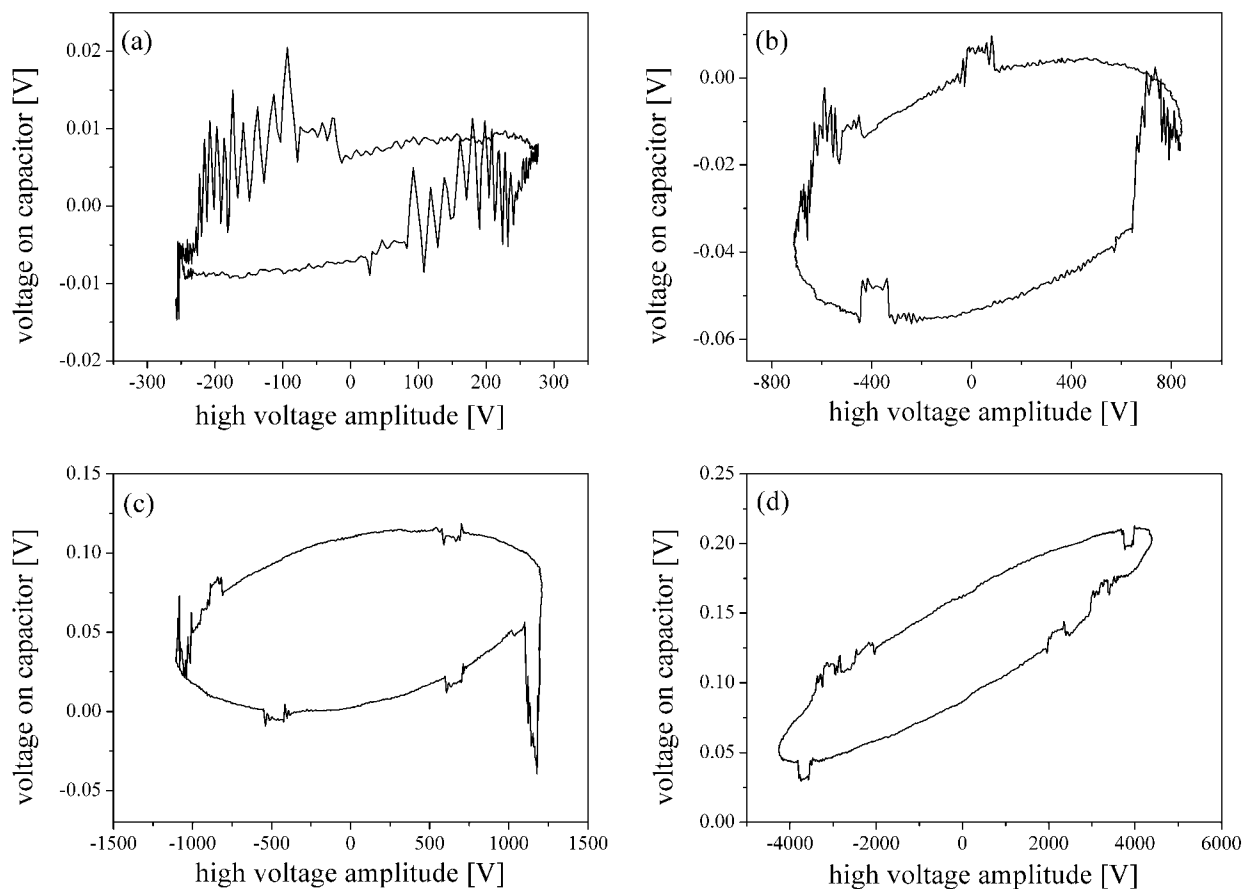 (a)
0.02
0.01
0.00
-0.01
-0.02
voltage on capacitor [V]
-300 -200 -100 0 100 200 300
high voltage amplitude [V]
(b)
0.00
-0.02
-0.04
-0.06
voltage on capacitor [V]
-800 -400 0 400 800
high voltage amplitude [V]
(c)
0.15
0.10
0.05
0.00
-0.05
voltage on capacitor [V]
-1500 -1000 -500 0 500 1000 1500
high voltage amplitude [V]
(d)
0.25
0.20
0.15
0.10
0.05
0.00
voltage on capacitor [V]
-4000 -2000 0 2000 4000 6000
high voltage amplitude [V]